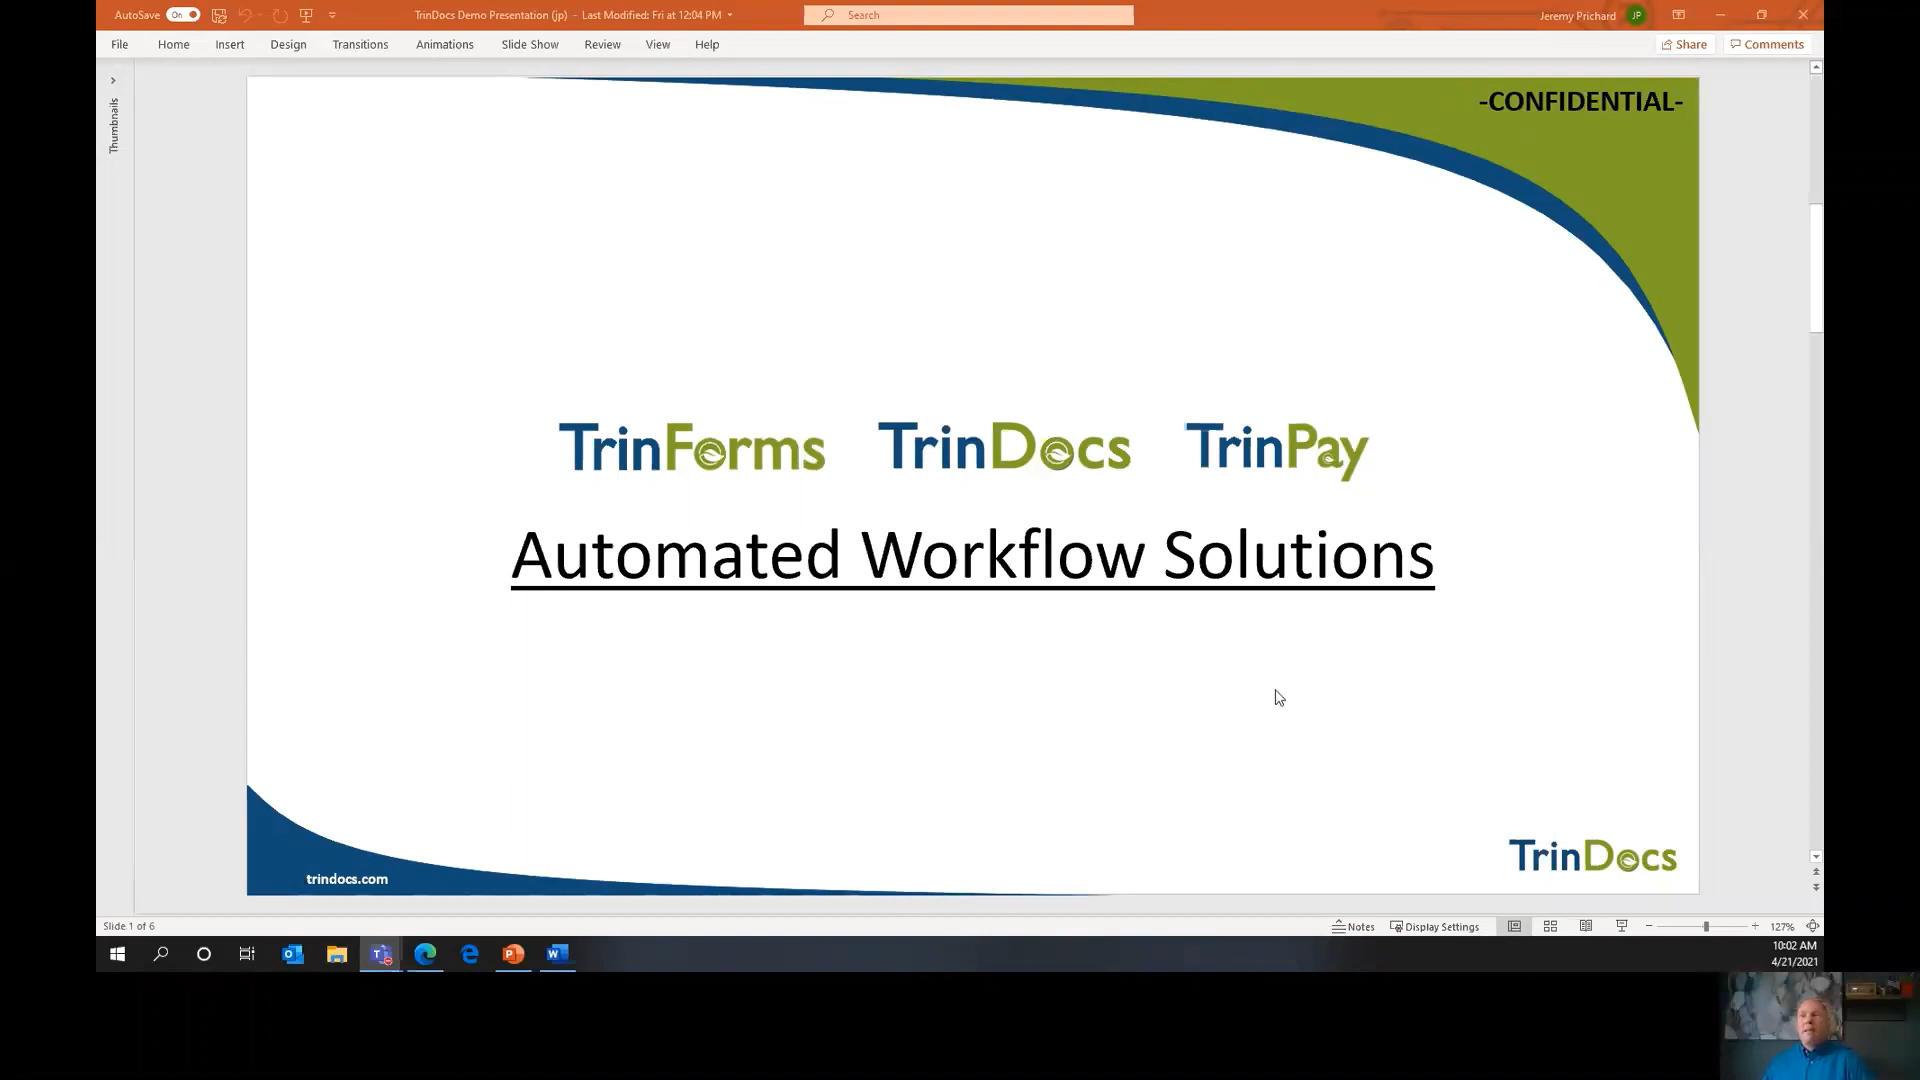 AutoSave On TrinDocs Demo Presentation (jp) - Last Modified: Fri at 12:04 PM Search Jeremy Prichard JP
File Home Insert Design Transitions Animations Slide Show Review View Help Share Comments
Thumbnails
-CONFIDENTIAL-
TrinForms TrinDocs TrinPay
Automated Workflow Solutions
TrinDocs
trindocs.com
Slide 1 of 6 Notes Display Settings 127%
10:02 AM
4/21/2021